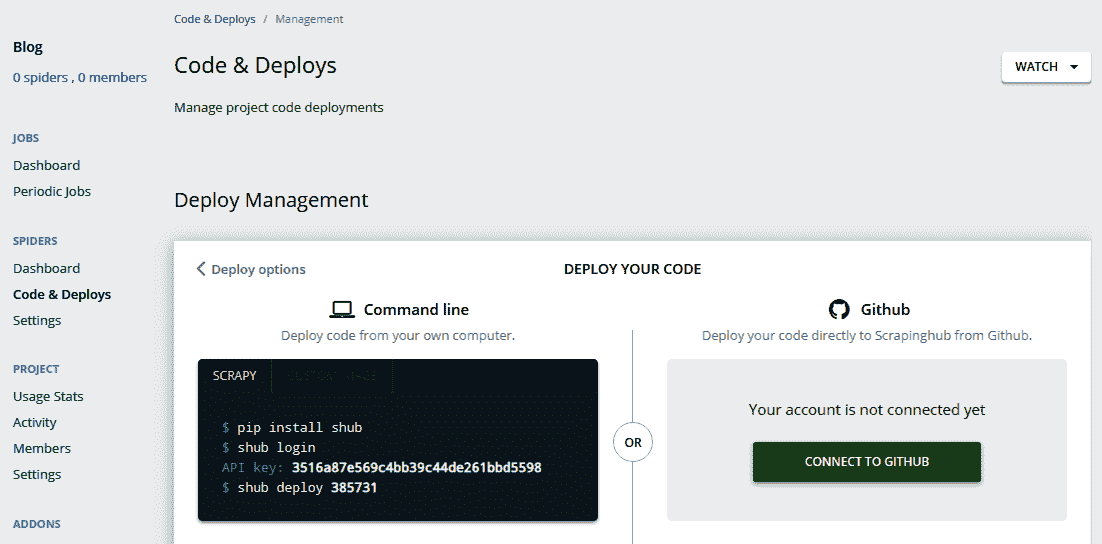 Code & Deploys / Management
Blog
0 spiders , 0 members
Code & Deploys
WATCH
Manage project code deployments
JOBS
Dashboard
Periodic Jobs
Deploy Management
SPIDERS
Dashboard
Code & Deploys
Settings
PROJECT
Usage Stats
Activity
Members
Settings
ADDONS
Deploy options
DEPLOY YOUR CODE
Command line
Deploy code from your own computer.
SCRAPY
$ pip install shub
$ shub login
API key: 3516a87e569c4bb39c44de261bbd5598
$ shub deploy 385731
OR
Github
Deploy your code directly to Scrapinghub from Github.
Your account is not connected yet
CONNECT TO GITHUB